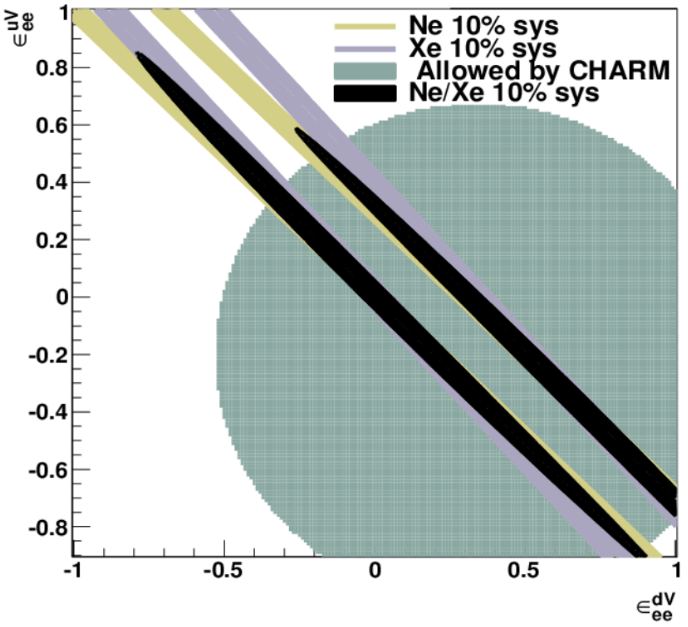 ϵ_ee^uV
1
0.8
0.6
0.4
0.2
0
-0.2
-0.4
-0.6
-0.8
Ne 10% sys
Xe 10% sys
Allowed by CHARM
Ne/Xe 10% sys
-1 -0.5 0 0.5 1
ϵ_ee^dV